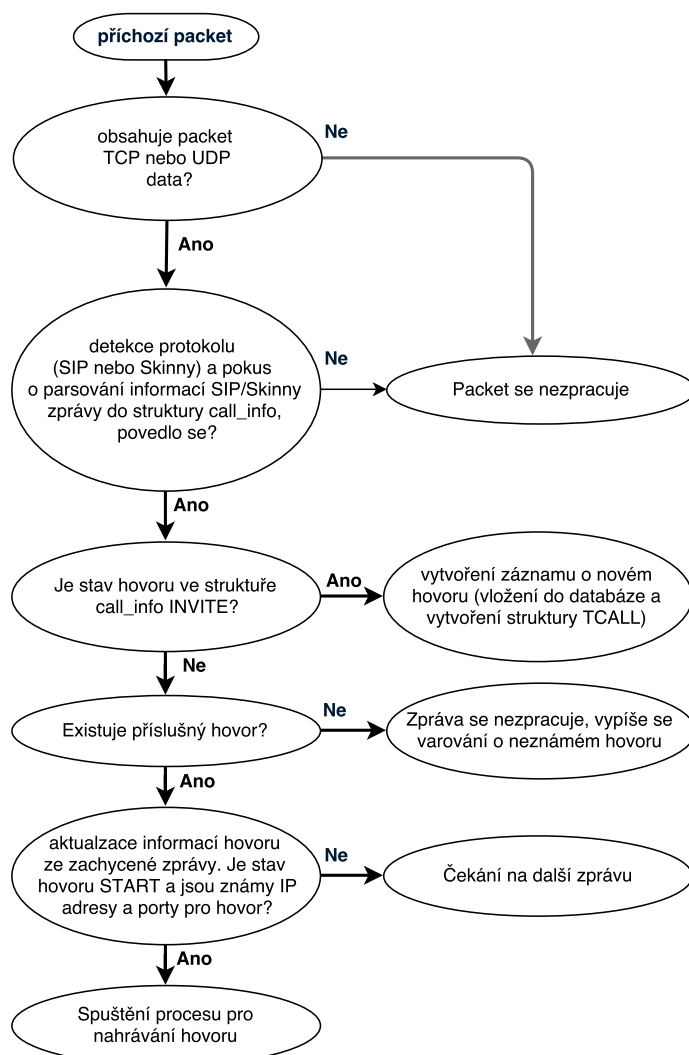 příchozí packet
obsahuje packet
TCP nebo UDP
data?
Ne
Ano
detekce protokolu
(SIP nebo Skinny) a pokus
o parsování informací SIP/Skinny
zprávy do struktury call_info,
povedlo se?
Ne
Packet se nezpracuje
Ano
Je stav hovoru ve struktuře
call_info INVITE?
Ano
vytvoření záznamu o novém
hovoru (vložení do databáze a
vytvoření struktury TCALL)
Ne
Existuje příslušný hovor?
Ne
Zpráva se nezpracuje, vypíše se
varování o neznámém hovoru
Ano
aktualzace informací hovoru
ze zachycené zprávy. Je stav
hovoru START a jsou známy IP
adresy a porty pro hovor?
Ne
Čekání na další zprávu
Ano
Spuštění procesu pro
nahrávání hovoru